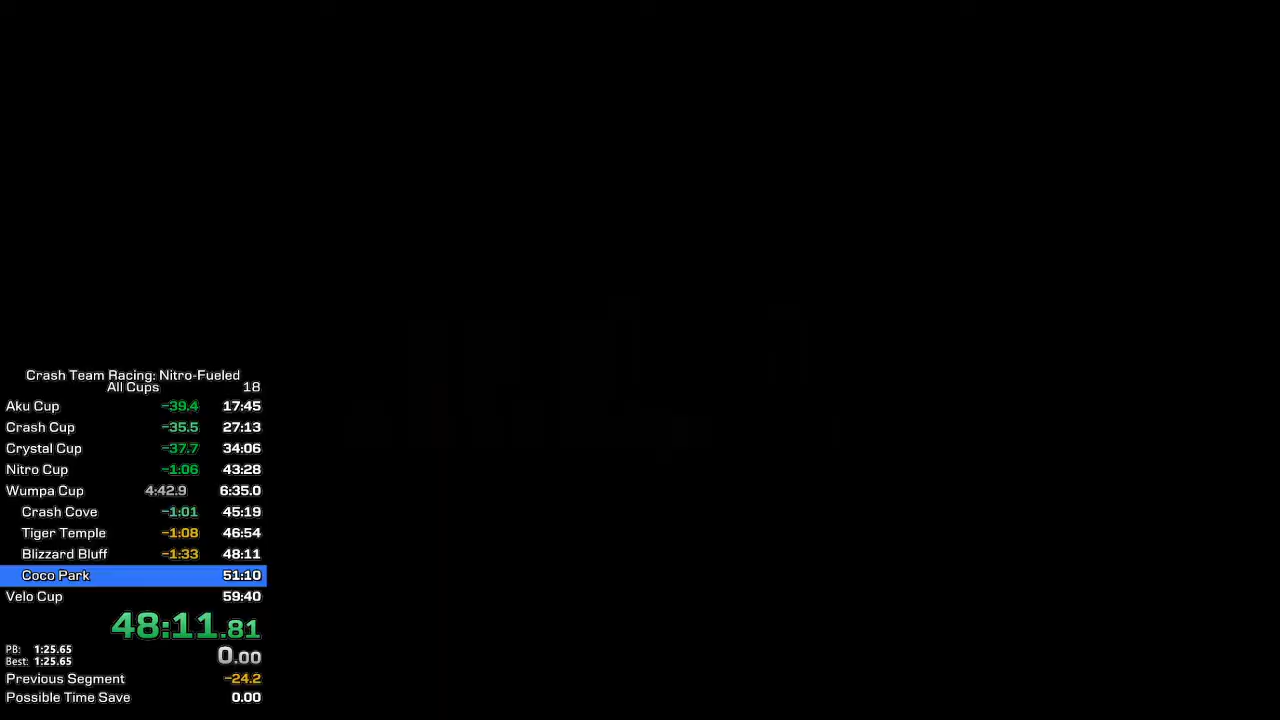 Crash Team Racing: Nitro-Fueled
All Cups 18
Aku Cup -39.4 17:45
Crash Cup -35.5 27:13
Crystal Cup -37.7 34:06
Nitro Cup -1:06 43:28
Wumpa Cup 4:42.9 6:35.0
Crash Cove -1:01 45:19
Tiger Temple -1:08 46:54
Blizzard Bluff -1:33 48:11
Coco Park 51:10
Velo Cup 59:40
48:11.81
PB: 1:25.65
Best: 1:25.65
0.00
Previous Segment -24.2
Possible Time Save 0.00